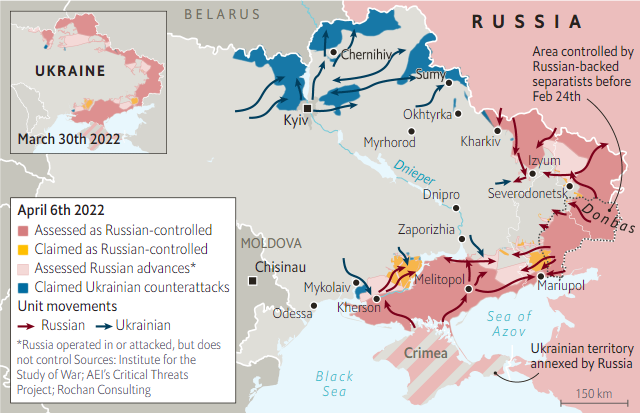 BELARUS
RUSSIA
UKRAINE
March 30th 2022
Chernihiv
Sumy
Kyiv
Okhtyrka
Area controlled by
Russian-backed
separatists before
Feb 24th
Myrhorod
Kharkiv
Izyum
Dnieper
Severodonetsk
Dnipro
Donbas
Zaporizhia
MOLDOVA
Chisinau
Mykolaiv
Melitopol
Mariupol
Odessa
Kherson
Sea of
Azov
Crimea
Ukrainian territory
annexed by Russia
Black
Sea
150 km
April 6th 2022
Assessed as Russian-controlled
Claimed as Russian-controlled
Assessed Russian advances*
Claimed Ukrainian counterattacks
Unit movements
Russian Ukrainian
*Russia operated in or attacked, but does
not control Sources: Institute for the
Study of War; AEI's Critical Threats
Project; Rochan Consulting